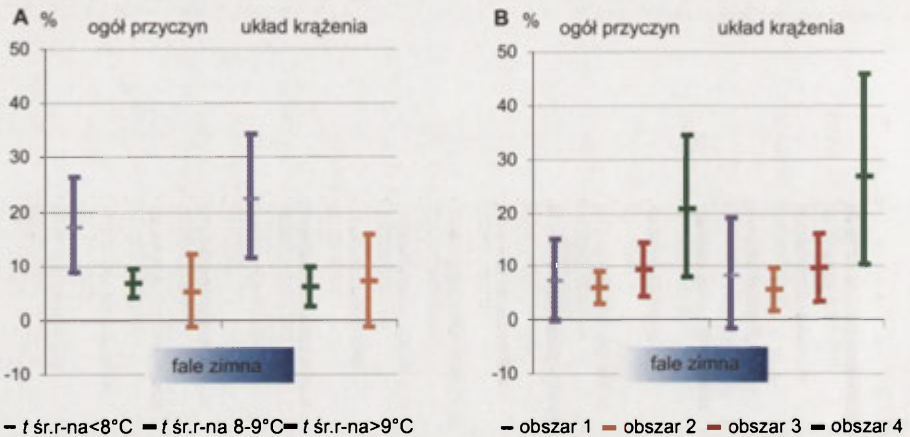 A % ogół przyczyn układ krążenia
50
40
30
20
10
0
-10
fale zimna
t śr.r-na<8°C t śr.r-na 8-9°C t śr.r-na>9°C
B % ogół przyczyn układ krążenia
50
40
30
20
10
0
-10
fale zimna
obszar 1 obszar 2 obszar 3 obszar 4